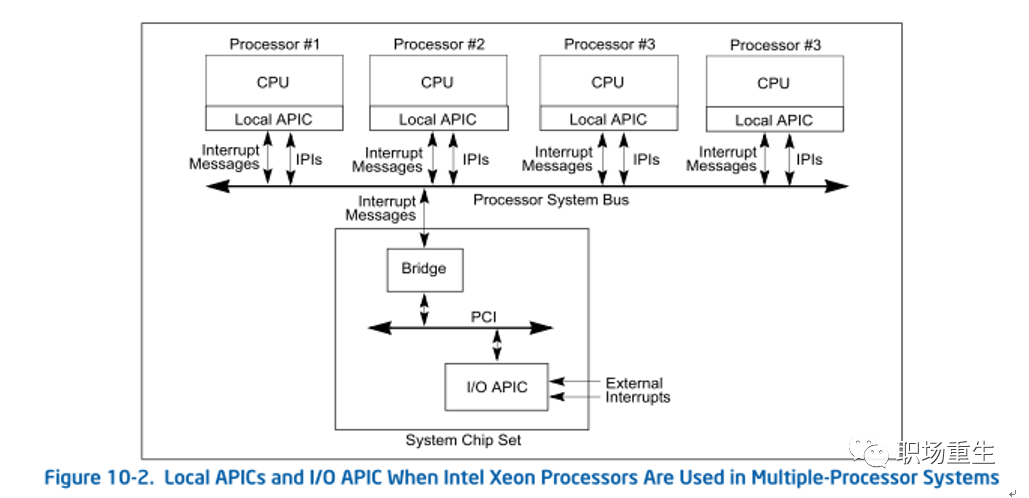 Processor #1 Processor #2 Processor #3 Processor #3
CPU CPU CPU CPU
Local APIC Local APIC Local APIC Local APIC
Interrupt Messages IPIs Interrupt Messages IPIs Interrupt Messages IPIs Interrupt Messages IPIs
Processor System Bus
Interrupt
Messages
Bridge
PCI
I/O APIC
External
Interrupts
System Chip Set
职场重生
Figure 10-2. Local APICs and I/O APIC When Intel Xeon Processors Are Used in Multiple-Processor Systems